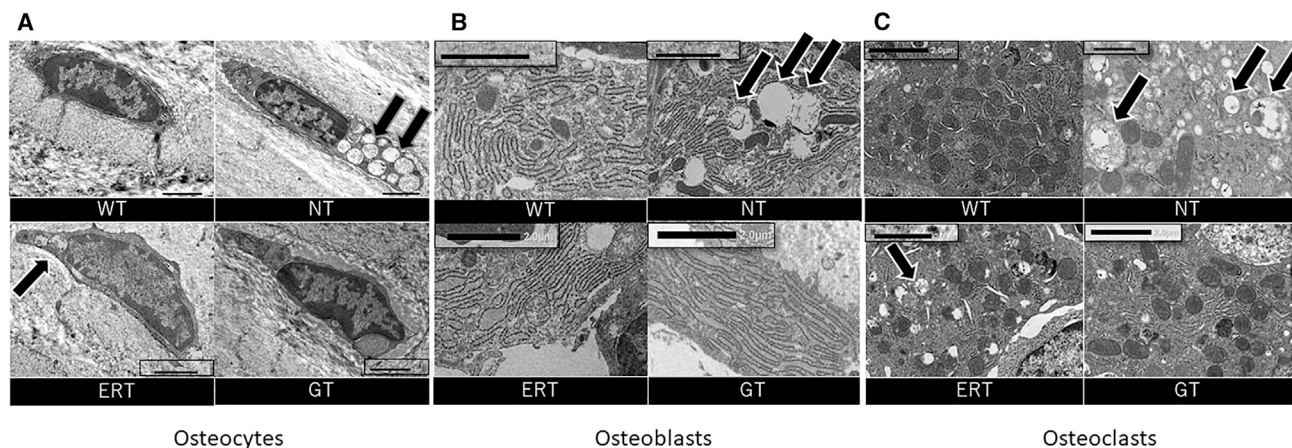 A B C
2.0µm
WT NT WT NT WT
2.0µm 2.0µm 2.0µm
ERT GT ERT GT ERT GT
Osteocytes Osteoblasts Osteoclasts